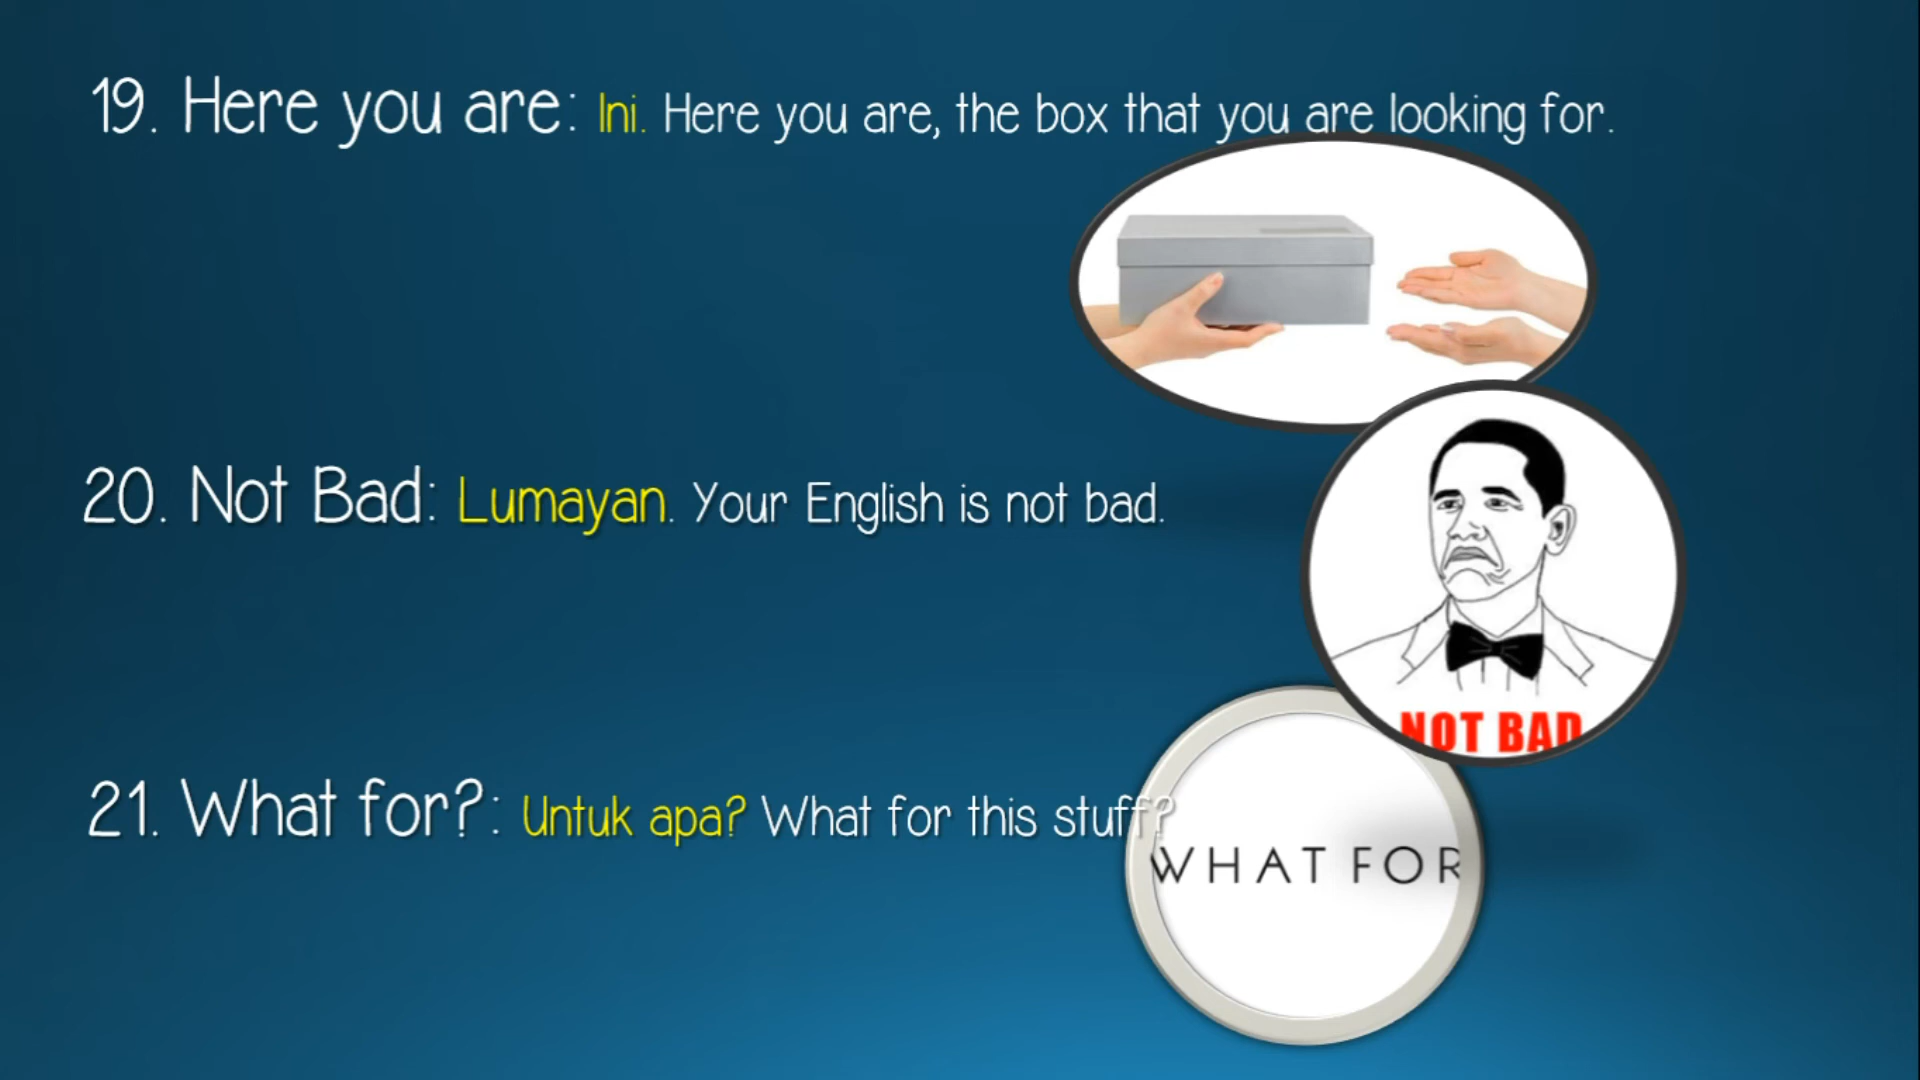 19. Here you are: Ini. Here you are, the box that you are looking for.
20. Not Bad: Lumayan. Your English is not bad.
NOT BAD
21. What for?: Untuk apa? What for this stuff?
WHAT FOR